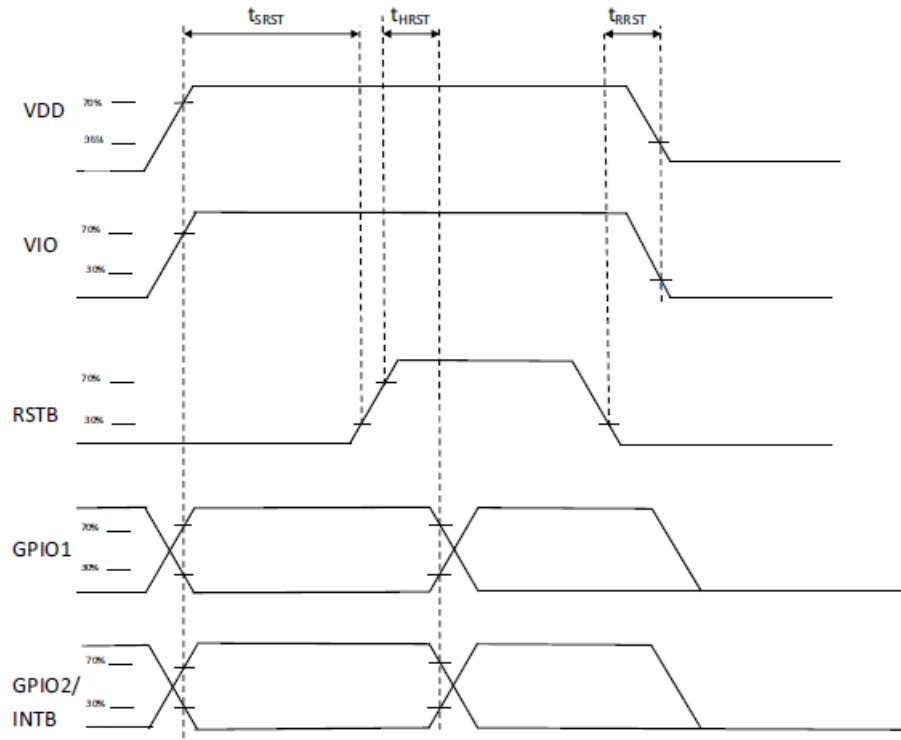 tSRST tHRST tRRST
VDD
70%
VIO
70%
30%
RSTB
70%
30%
GPIO1
70%
30%
GPIO2/
INTB
70%
30%